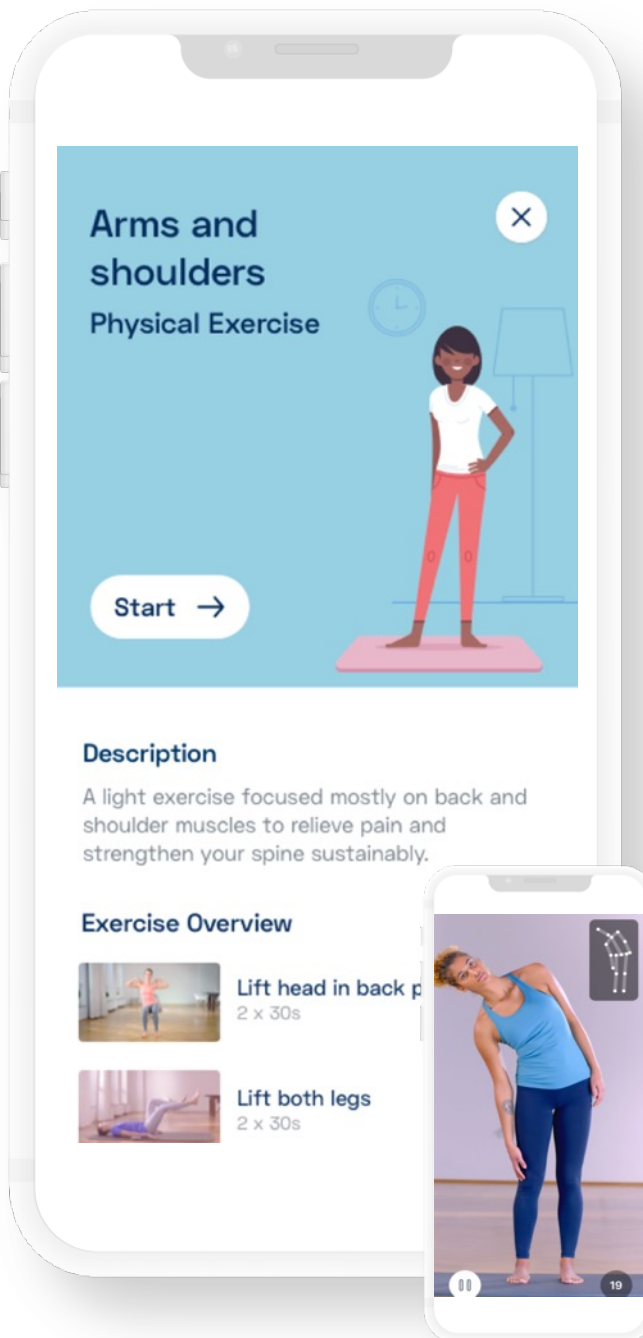 Arms and
shoulders
Physical Exercise
Start
Description
A light exercise focused mostly on back and
shoulder muscles to relieve pain and
strengthen your spine sustainably.
Exercise Overview
Lift head in back
2 x 30s
Lift both legs
2 x 30s
19